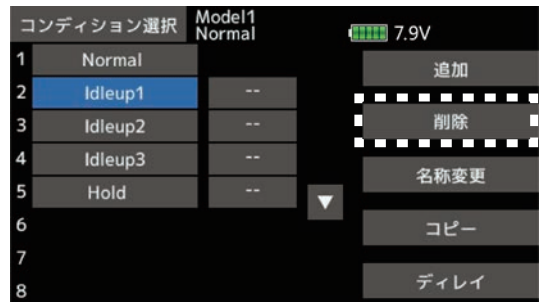 コンディション選択
Model1
Normal
7.9V
1 Normal
2 Idleup1 --
3 Idleup2 --
4 Idleup3 --
5 Hold --
6
7
8
▼
追加
削除
名称変更
コピー
ディレイ